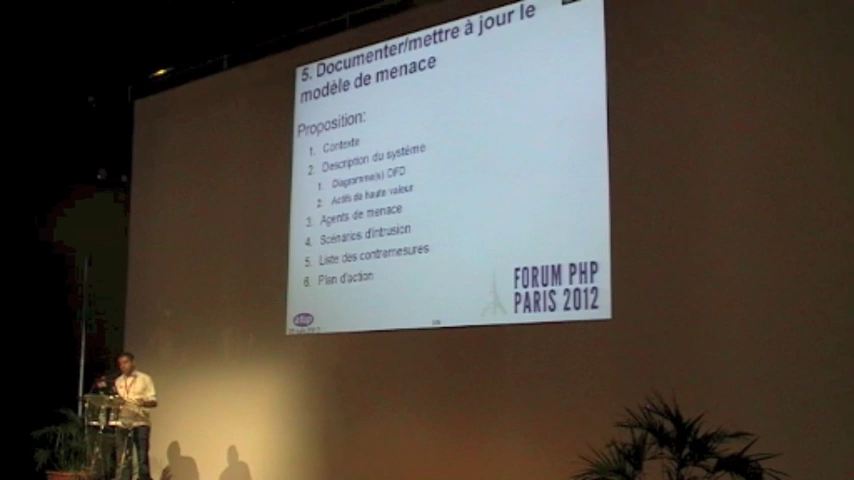 5. Documenter/mettre à jour le
modèle de menace
Proposition:
1. Contexte
2. Description du système
1. Diagramme(s) DFD
2. Actifs de haute valeur
3. Agents de menace
4. Scénarios d'intrusion
5. Liste des contremesures
6. Plan d'action
FORUM PHP
PARIS 2012
afup